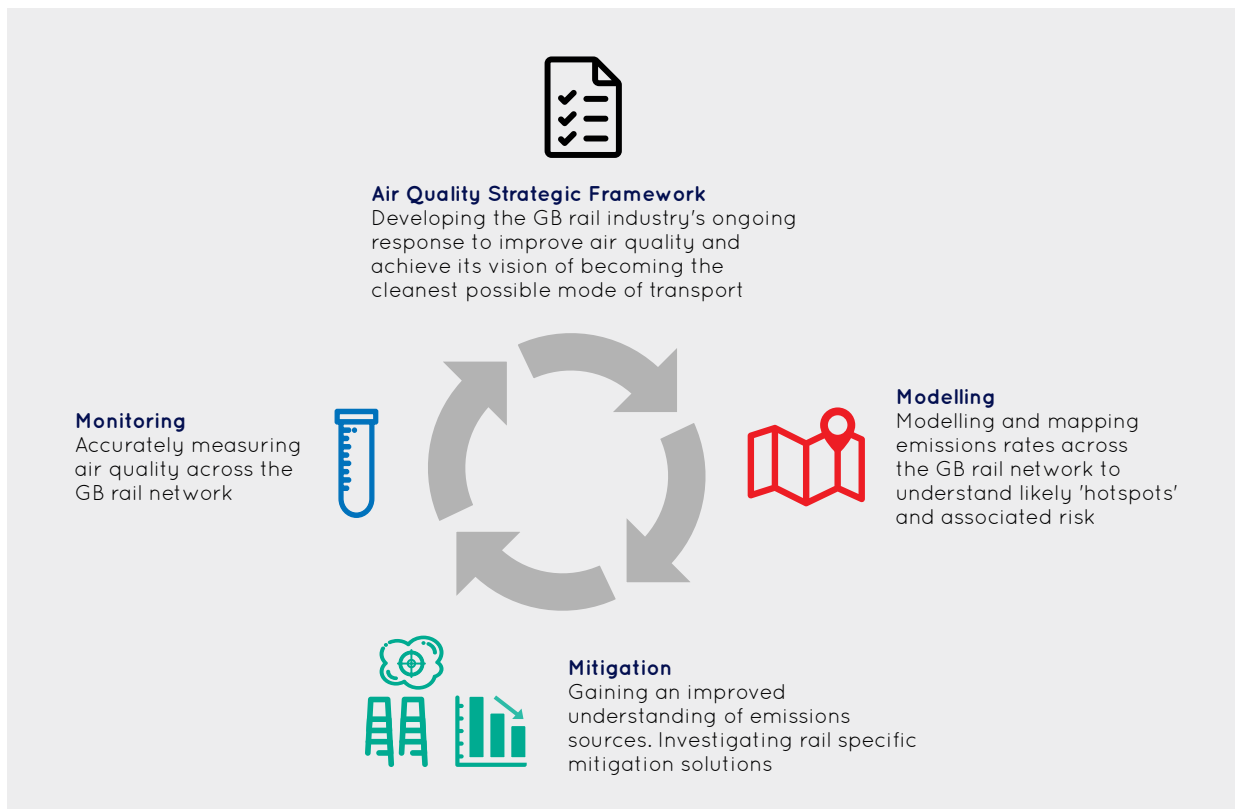 Air Quality Strategic Framework
Developing the GB rail industry's ongoing
response to improve air quality and
achieve its vision of becoming the
cleanest possible mode of transport
Monitoring
Accurately measuring
air quality across the
GB rail network
Modelling
Modelling and mapping
emissions rates across
the GB rail network to
understand likely 'hotspots'
and associated risk
Mitigation
Gaining an improved
understanding of emissions
sources. Investigating rail specific
mitigation solutions